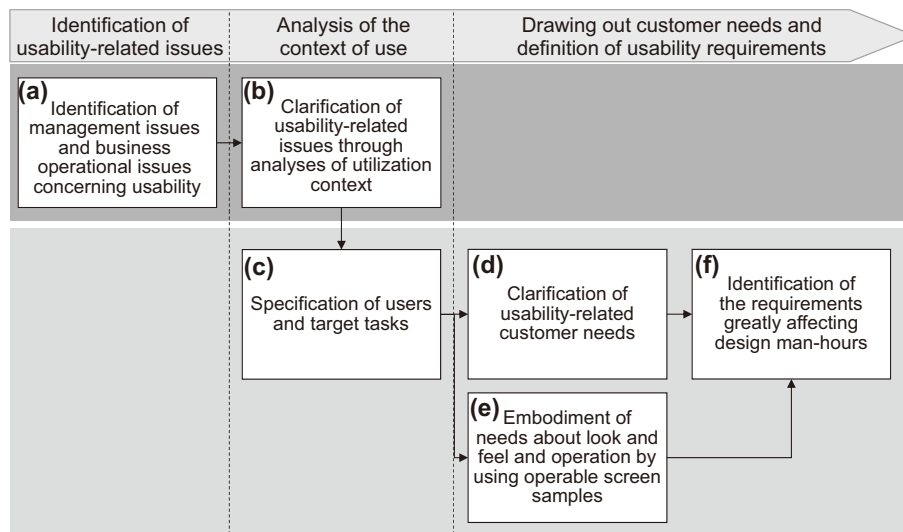 Identification of
usability-related issues
Analysis of the
context of use
Drawing out customer needs and
definition of usability requirements
(a)
Identification of
management issues
and business
operational issues
concerning usability
(b)
Clarification of
usability-related
issues through
analyses of utilization
context
(c)
Specification of users
and target tasks
(d)
Clarification of
usability-related
customer needs
(f)
Identification of
the requirements
greatly affecting
design man-hours
(e)
Embodiment of
needs about look and
feel and operation by
using operable screen
samples